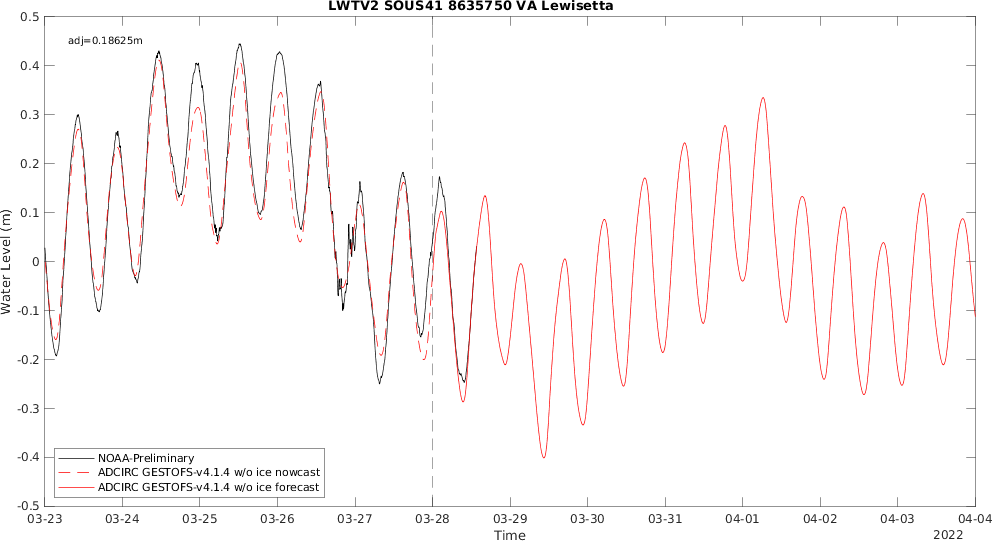 LWTV2 SOUS41 8635750 VA Lewisetta
adj=0.18625m
0.5
0.4
0.3
0.2
0.1
0
-0.1
-0.2
-0.3
-0.4
-0.5
Water Level (m)
NOAA-Preliminary
ADCIRC GESTOFS-v4.1.4 w/o ice nowcast
ADCIRC GESTOFS-v4.1.4 w/o ice forecast
03-23 03-24 03-25 03-26 03-27 03-28 03-29 03-30 03-31 04-01 04-02 04-03 04-04
Time
2022